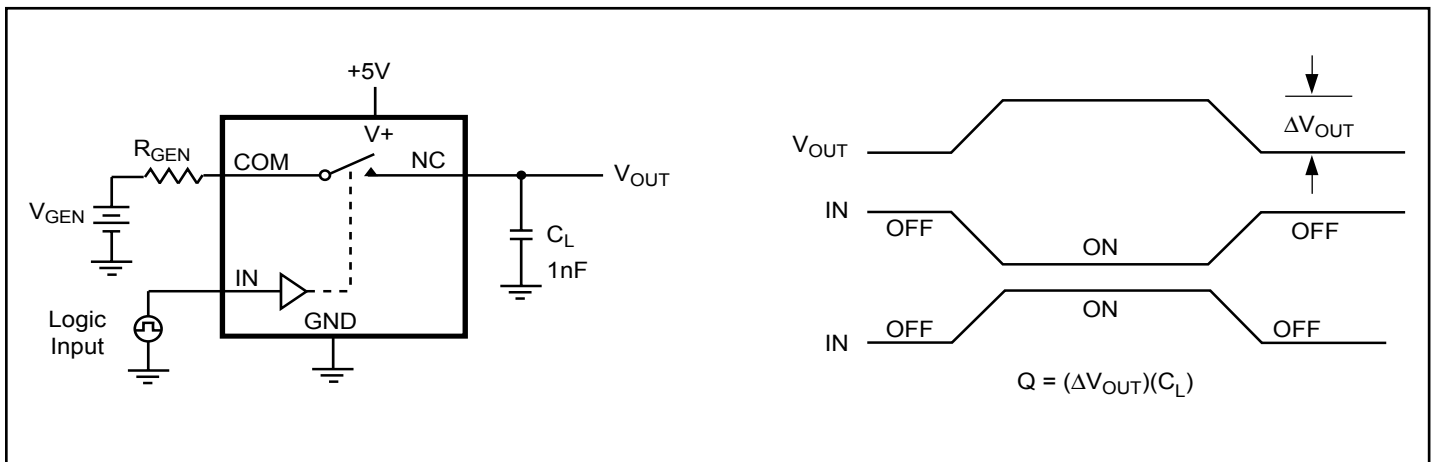 +5V
V+
R_GEN
COM
NC
V_OUT
V_GEN
C_L
1nF
IN
GND
Logic
Input
V_OUT
ΔV_OUT
IN
OFF
ON
OFF
IN
OFF
ON
OFF
Q = (ΔV_OUT)(C_L)